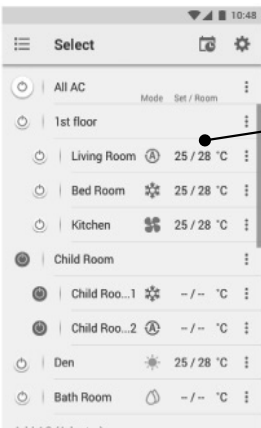 10:48
Select
All AC
Mode Set / Room
1st floor
Living Room A 25 / 28 °C
Bed Room 25 / 28 °C
Kitchen 25 / 28 °C
Child Room
Child Roo...1 -- / -- °C
Child Roo...2 A -- / -- °C
Den 25 / 28 °C
Bath Room -- / -- °C